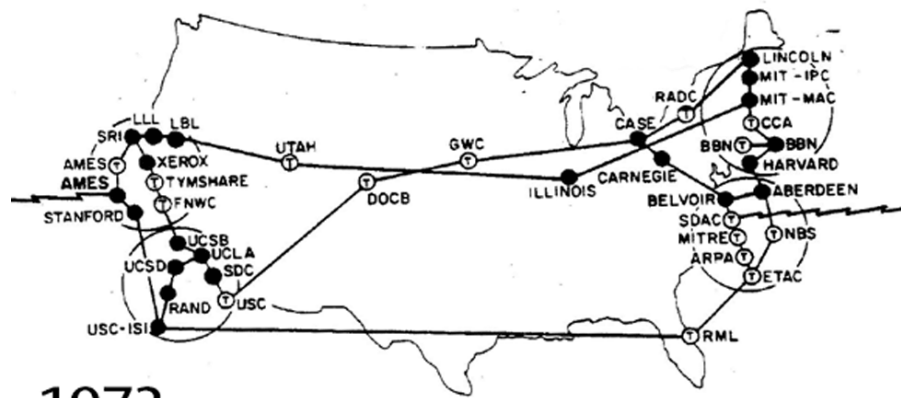 LINCOLN
MIT-IPC
RADC
MIT-MAC
CCA
CASE
LLL
LBL
SRI
UTAH
GWC
BBN T
BBN
AMES T
XEROX
HARVARD
AMES
T TYMSHARE
T
T
T
CARNEGIE
ILLINOIS
DOCB
ABERDEEN
BELVOIR
STANFORD
T FNWC
SDAC T
MITRE T
T NBS
UCSB
UCLA
ARPA T
UCSD
SDC
T ETAC
RAND
T USC
USC-ISI
T RML
1973